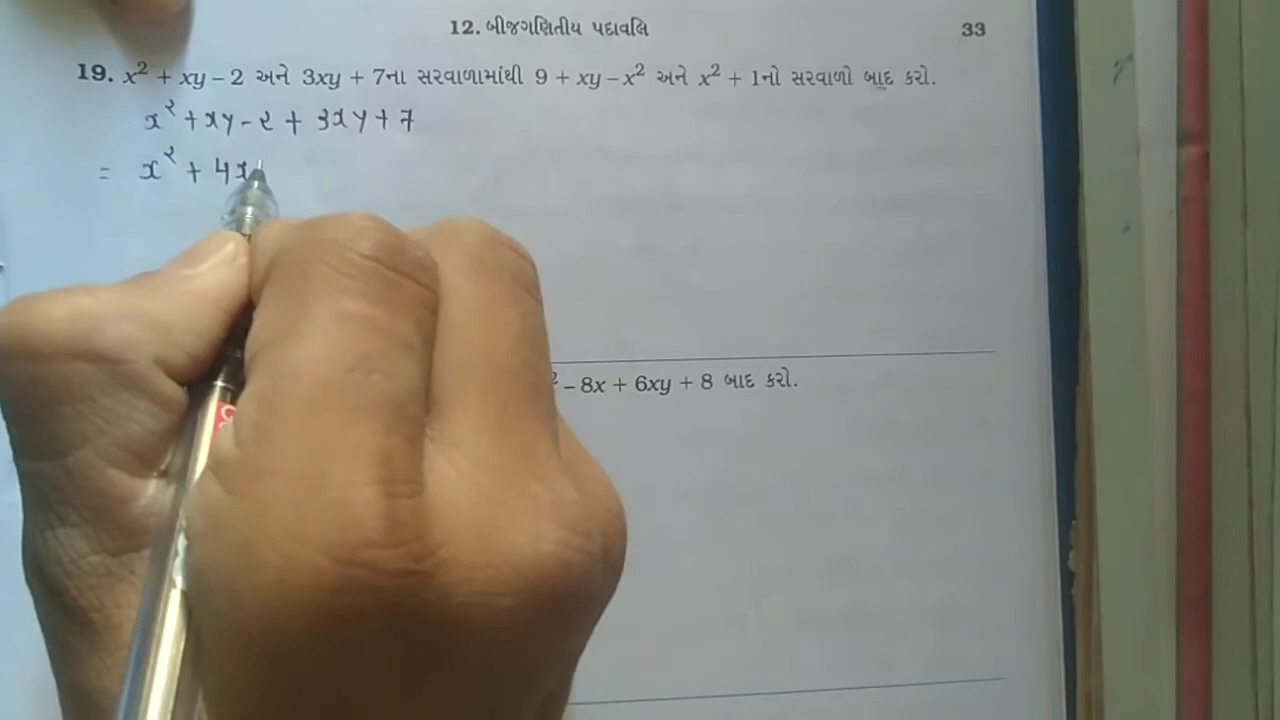 12. બીજગણિતીય પદાવલિ 33
19. x² + xy – 2 અને 3xy + 7ના સરવાળામાંથી 9 + xy – x² અને x² + 1નો સરવાળો બાદ કરો.
x² + xy - ૨ + 3xy + 7
= x² + 4x
– 8x + 6xy + 8 બાદ કરો.